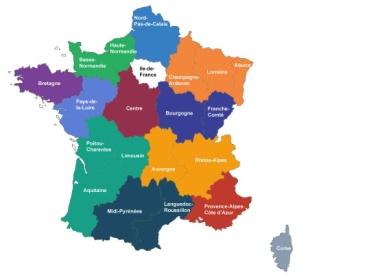 Nord-
Pas-de-Calais
Haute-
Normandie
Basse-
Normandie
Ile-de-
France
Champagne-
Ardenne
Lorraine
Alsace
Bretagne
Pays-de-
la-Loire
Centre
Bourgogne
Franche-
Comté
Poitou-
Charentes
Limousin
Auvergne
Rhône-Alpes
Aquitaine
Midi-Pyrénées
Languedoc-
Roussillon
Provence-Alpes-
Côte d'Azur
Corse